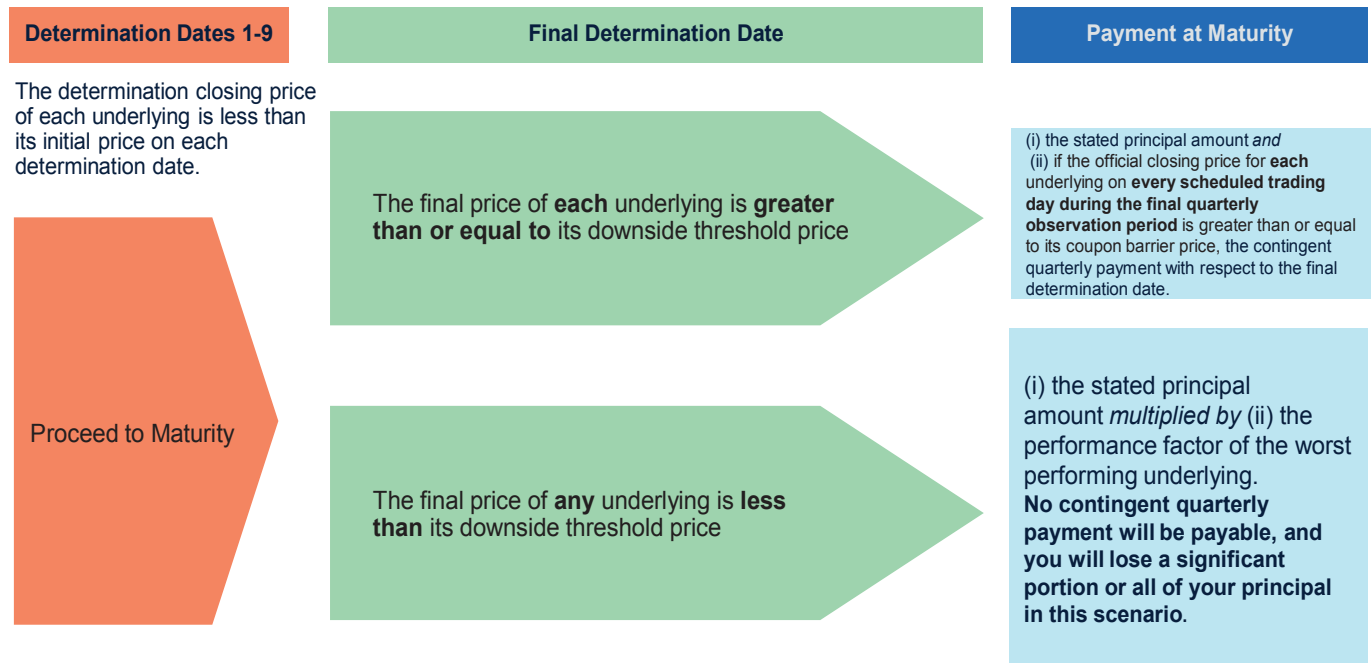 Determination Dates 1-9
Final Determination Date
Payment at Maturity
The determination closing price
of each underlying is less than
its initial price on each
determination date.
Proceed to Maturity
The final price of each underlying is greater
than or equal to its downside threshold price
(i) the stated principal amount and
(ii) if the official closing price for each
underlying on every scheduled trading
day during the final quarterly
observation period is greater than or equal
to its coupon barrier price, the contingent
quarterly payment with respect to the final
determination date.
The final price of any underlying is less
than its downside threshold price
(i) the stated principal
amount multiplied by (ii) the
performance factor of the worst
performing underlying.
No contingent quarterly
payment will be payable, and
you will lose a significant
portion or all of your principal
in this scenario.